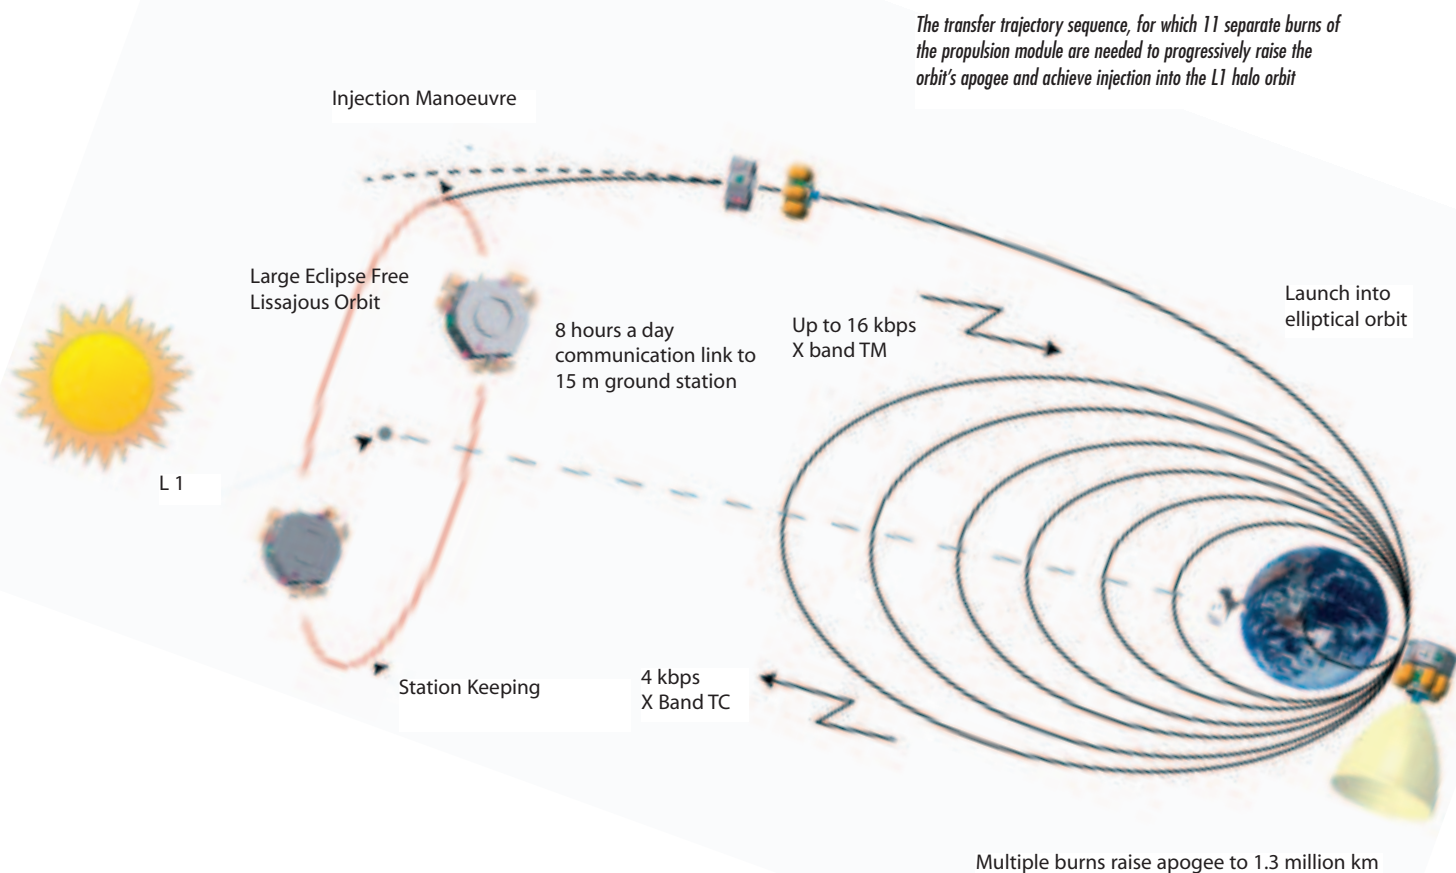 The transfer trajectory sequence, for which 11 separate burns of
the propulsion module are needed to progressively raise the
orbit's apogee and achieve injection into the L1 halo orbit
Injection Manoeuvre
Large Eclipse Free
Lissajous Orbit
8 hours a day
communication link to
15 m ground station
Up to 16 kbps
X band TM
Launch into
elliptical orbit
L 1
Station Keeping
4 kbps
X Band TC
Multiple burns raise apogee to 1.3 million km